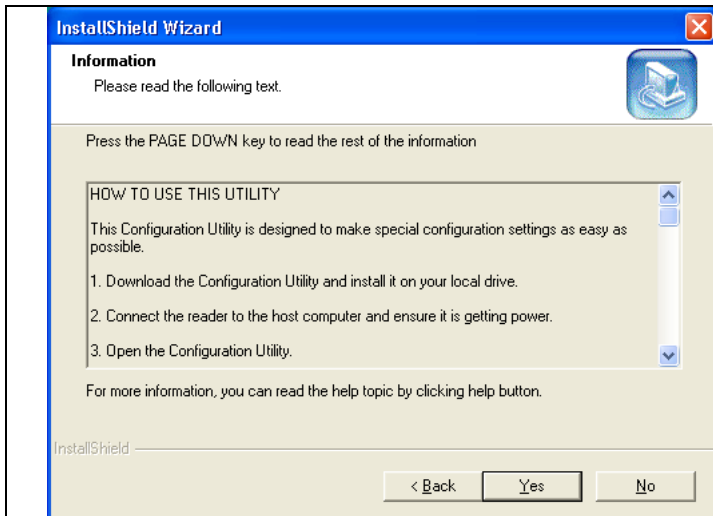 InstallShield Wizard
Information
Please read the following text.
Press the PAGE DOWN key to read the rest of the information
HOW TO USE THIS UTILITY
This Configuration Utility is designed to make special configuration settings as easy as
possible.
1. Download the Configuration Utility and install it on your local drive.
2. Connect the reader to the host computer and ensure it is getting power.
3. Open the Configuration Utility.
For more information, you can read the help topic by clicking help button.
InstallShield
< Back Yes No